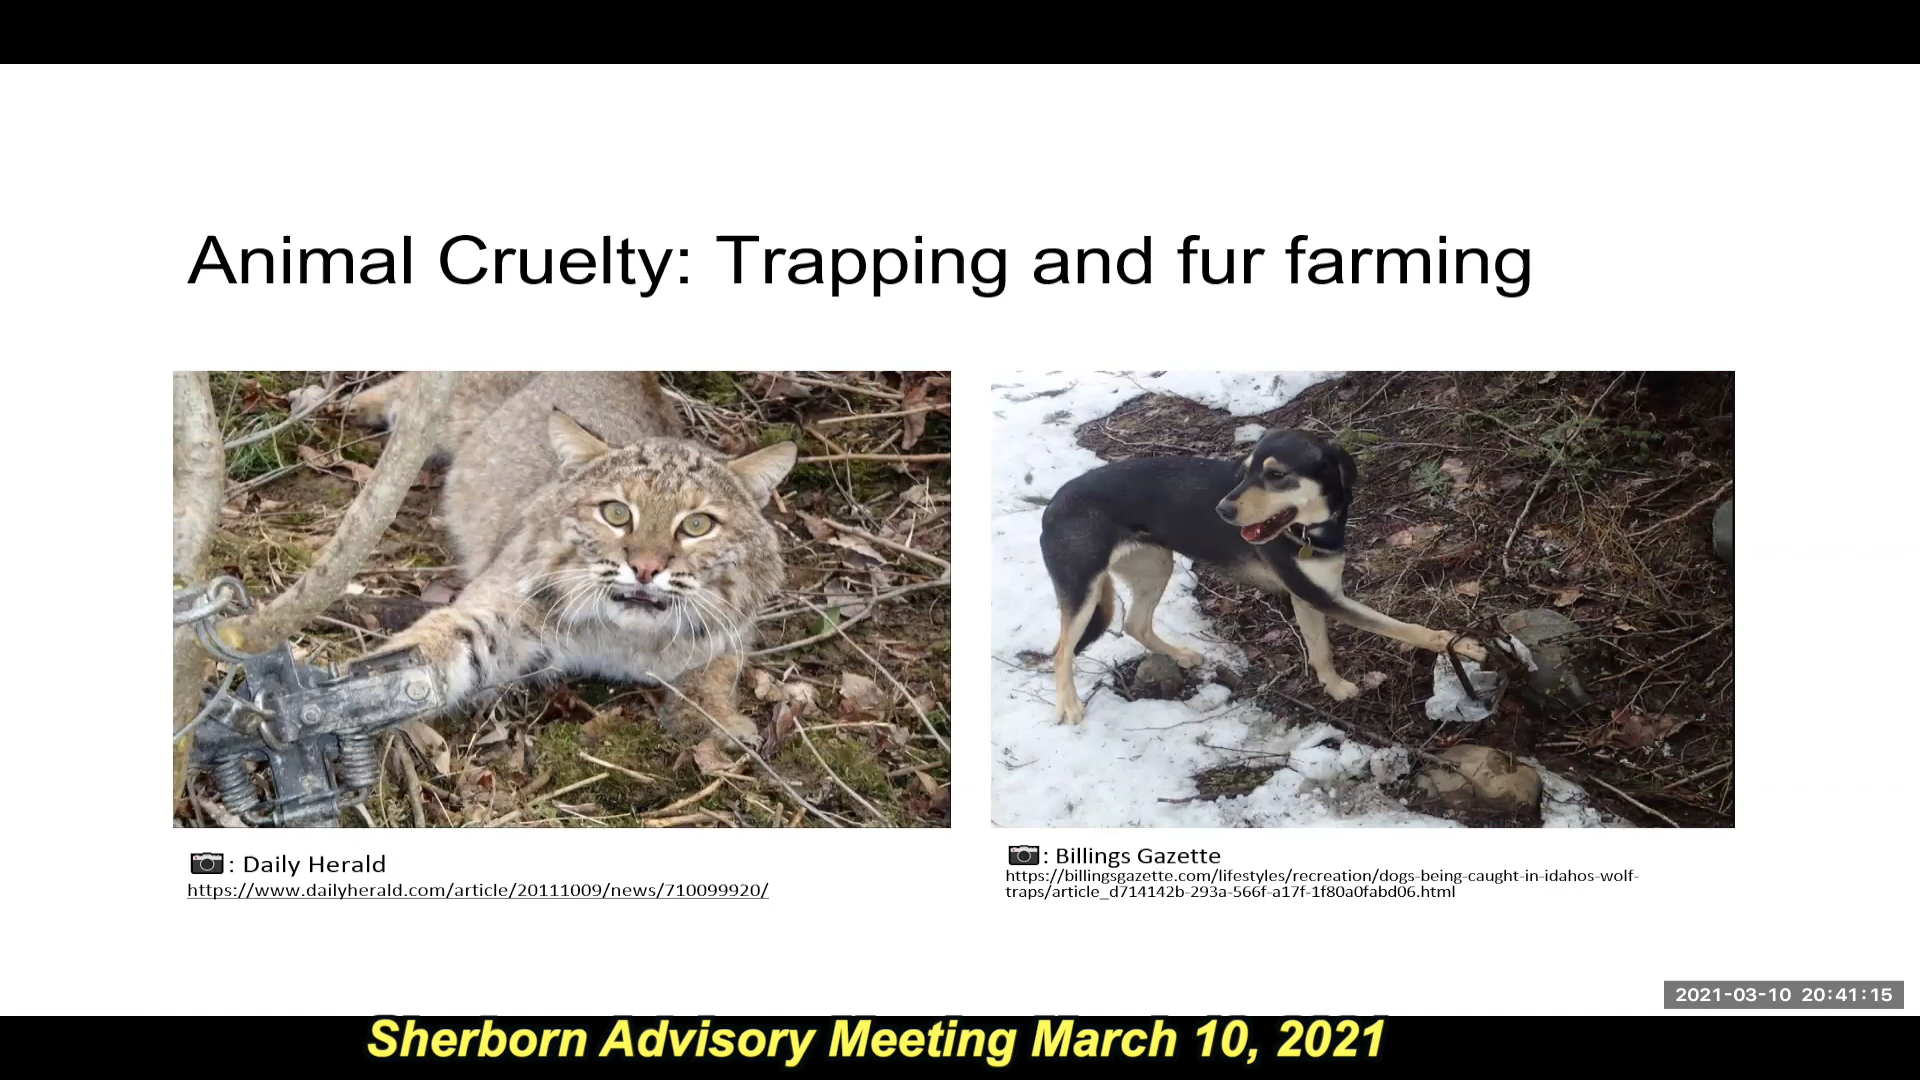 Animal Cruelty: Trapping and fur farming
: Daily Herald
https://www.dailyherald.com/article/20111009/news/710099920/
: Billings Gazette
https://billingsgazette.com/lifestyles/recreation/dogs-being-caught-in-idahos-wolf-
traps/article_d714142b-293a-566f-a17f-1f80a0fabd06.html
2021-03-10 20:41:15
Sherborn Advisory Meeting March 10, 2021